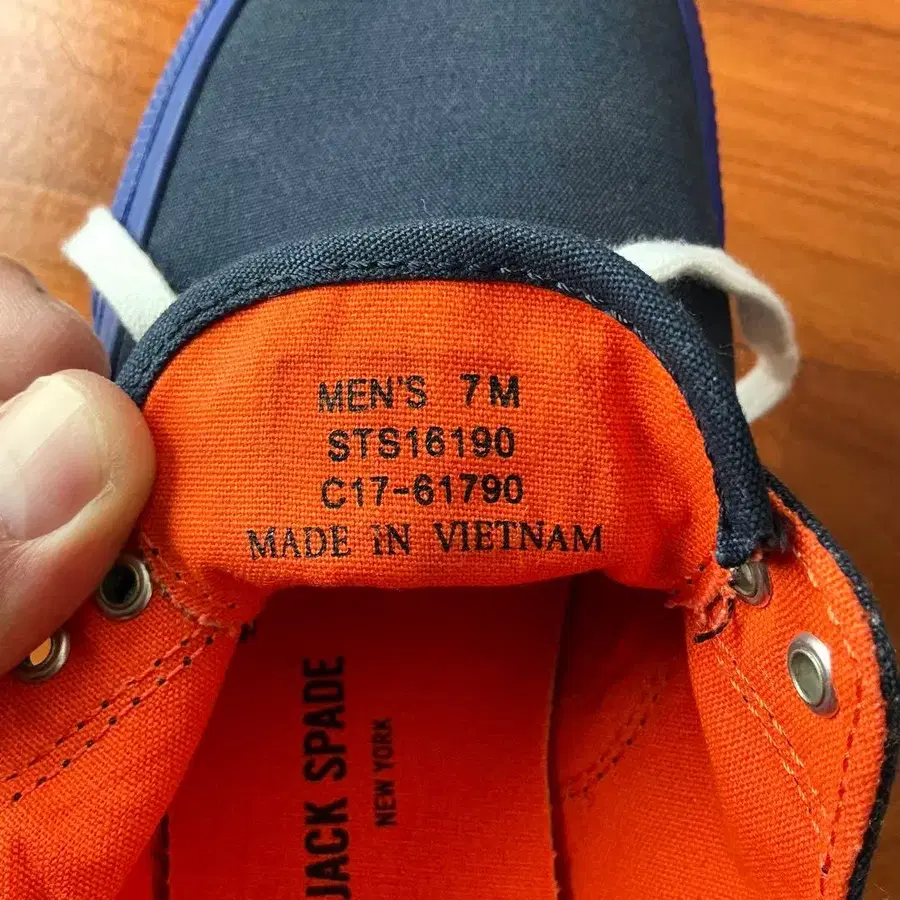 MEN'S 7M
STS16190
C17-61790
MADE IN VIETNAM
JACK SPADE
NEW YORK